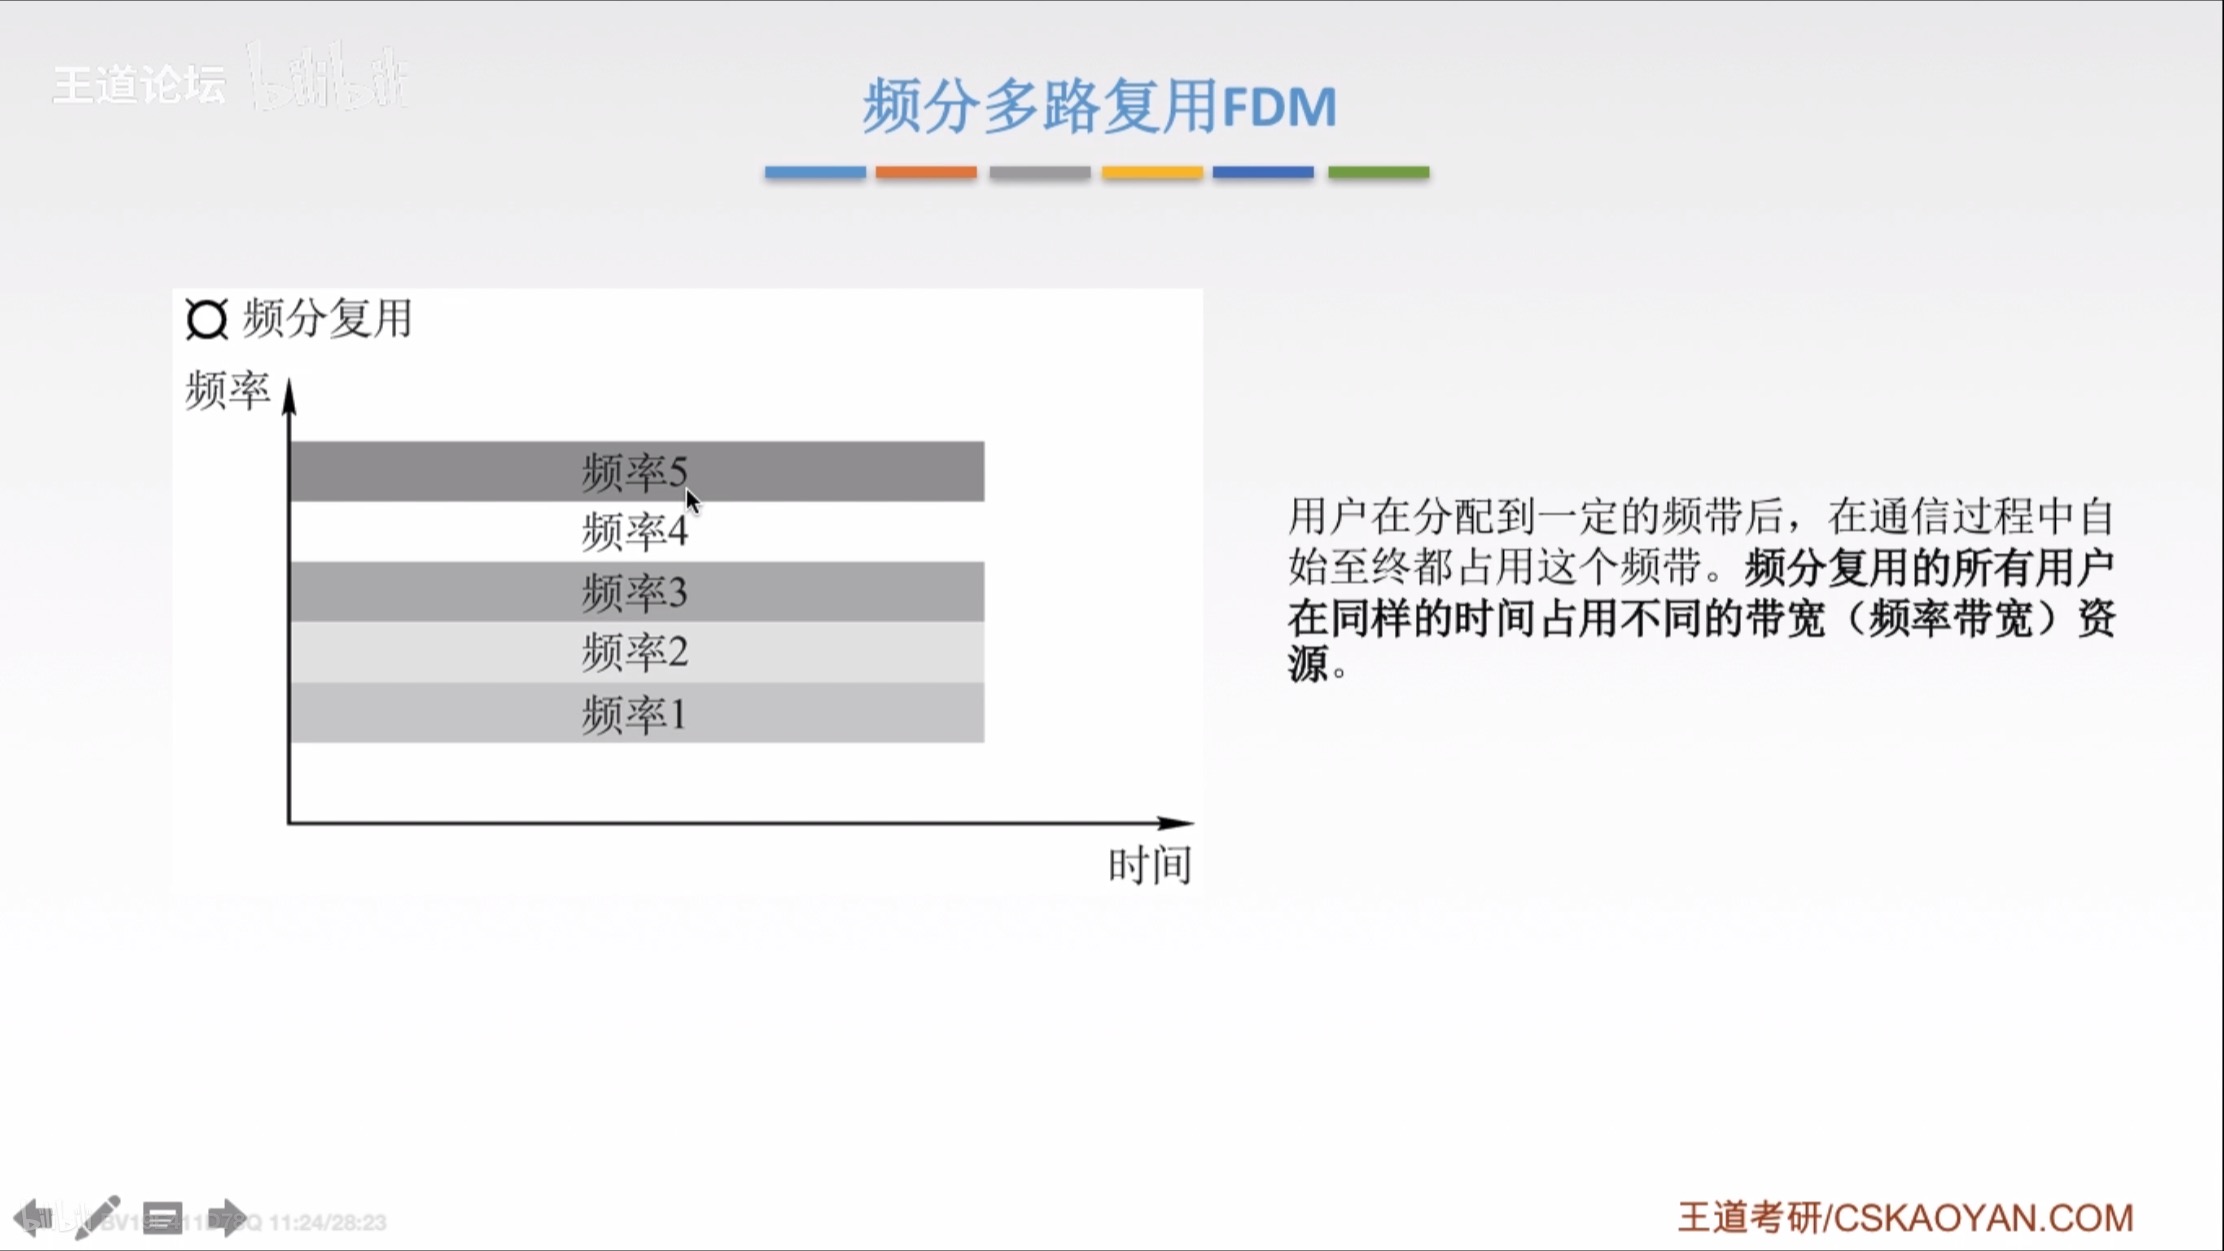 王道论坛 bilibili
频分多路复用FDM
频分复用
频率
频率5
频率4
频率3
频率2
频率1
时间
用户在分配到一定的频带后，在通信过程中自
始至终都占用这个频带。频分复用的所有用户
在同样的时间占用不同的带宽（频率带宽）资
源。
11:24/28:23
王道考研/CSKAOYAN.COM